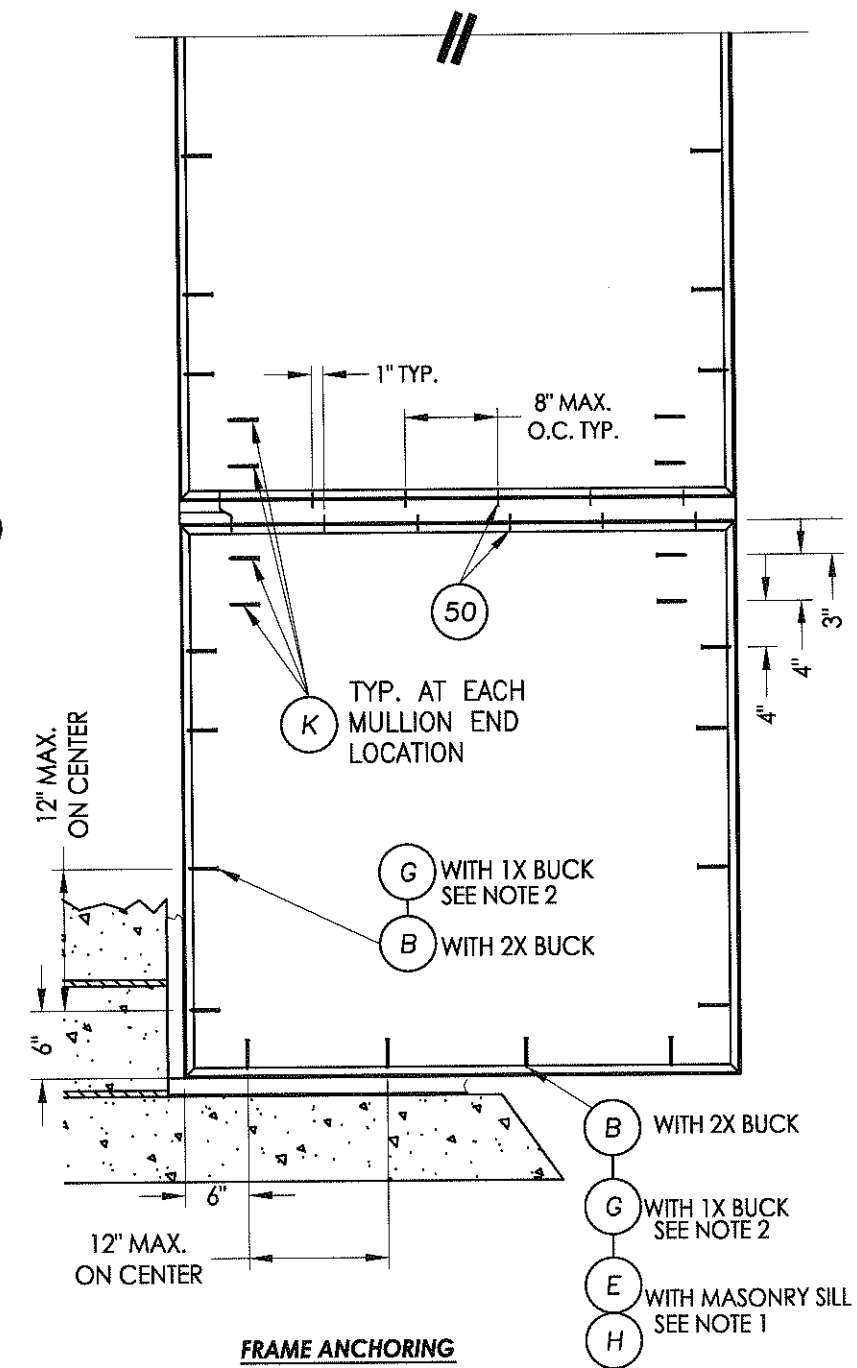 1" TYP.
8" MAX.
O.C. TYP.
50
3"
4"
4"
K
TYP. AT EACH
MULLION END
LOCATION
12" MAX.
ON CENTER
G
WITH 1X BUCK
SEE NOTE 2
B
WITH 2X BUCK
6"
6"
12" MAX.
ON CENTER
B
WITH 2X BUCK
G
WITH 1X BUCK
SEE NOTE 2
E
WITH MASONRY SILL
SEE NOTE 1
H
FRAME ANCHORING